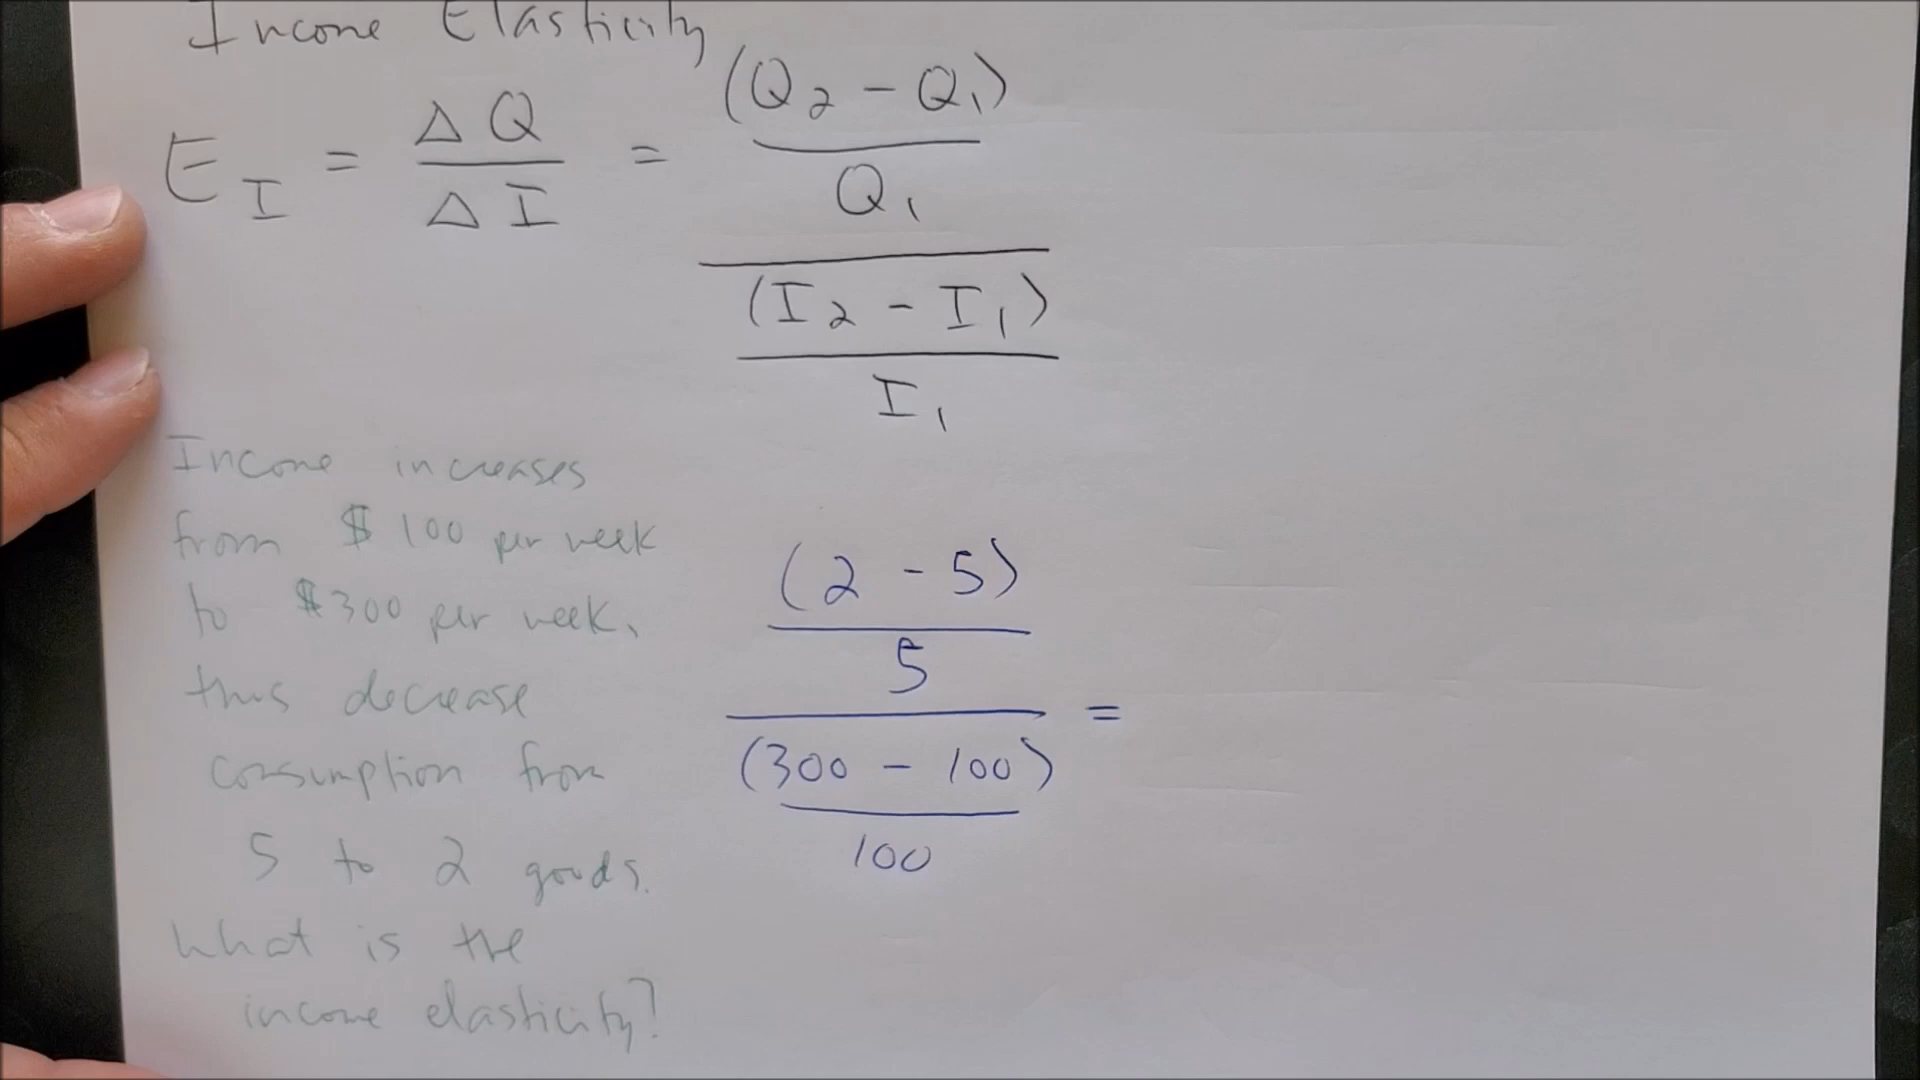 Income Elasticity
E_I = ΔQ / ΔI = ((Q₂ - Q₁) / Q₁) / ((I₂ - I₁) / I₁)
Income increases
from $100 per week
to $300 per week,
thus decrease
consumption from
5 to 2 goods.
What is the
income elasticity?
((2 - 5) / 5) / ((300 - 100) / 100) =